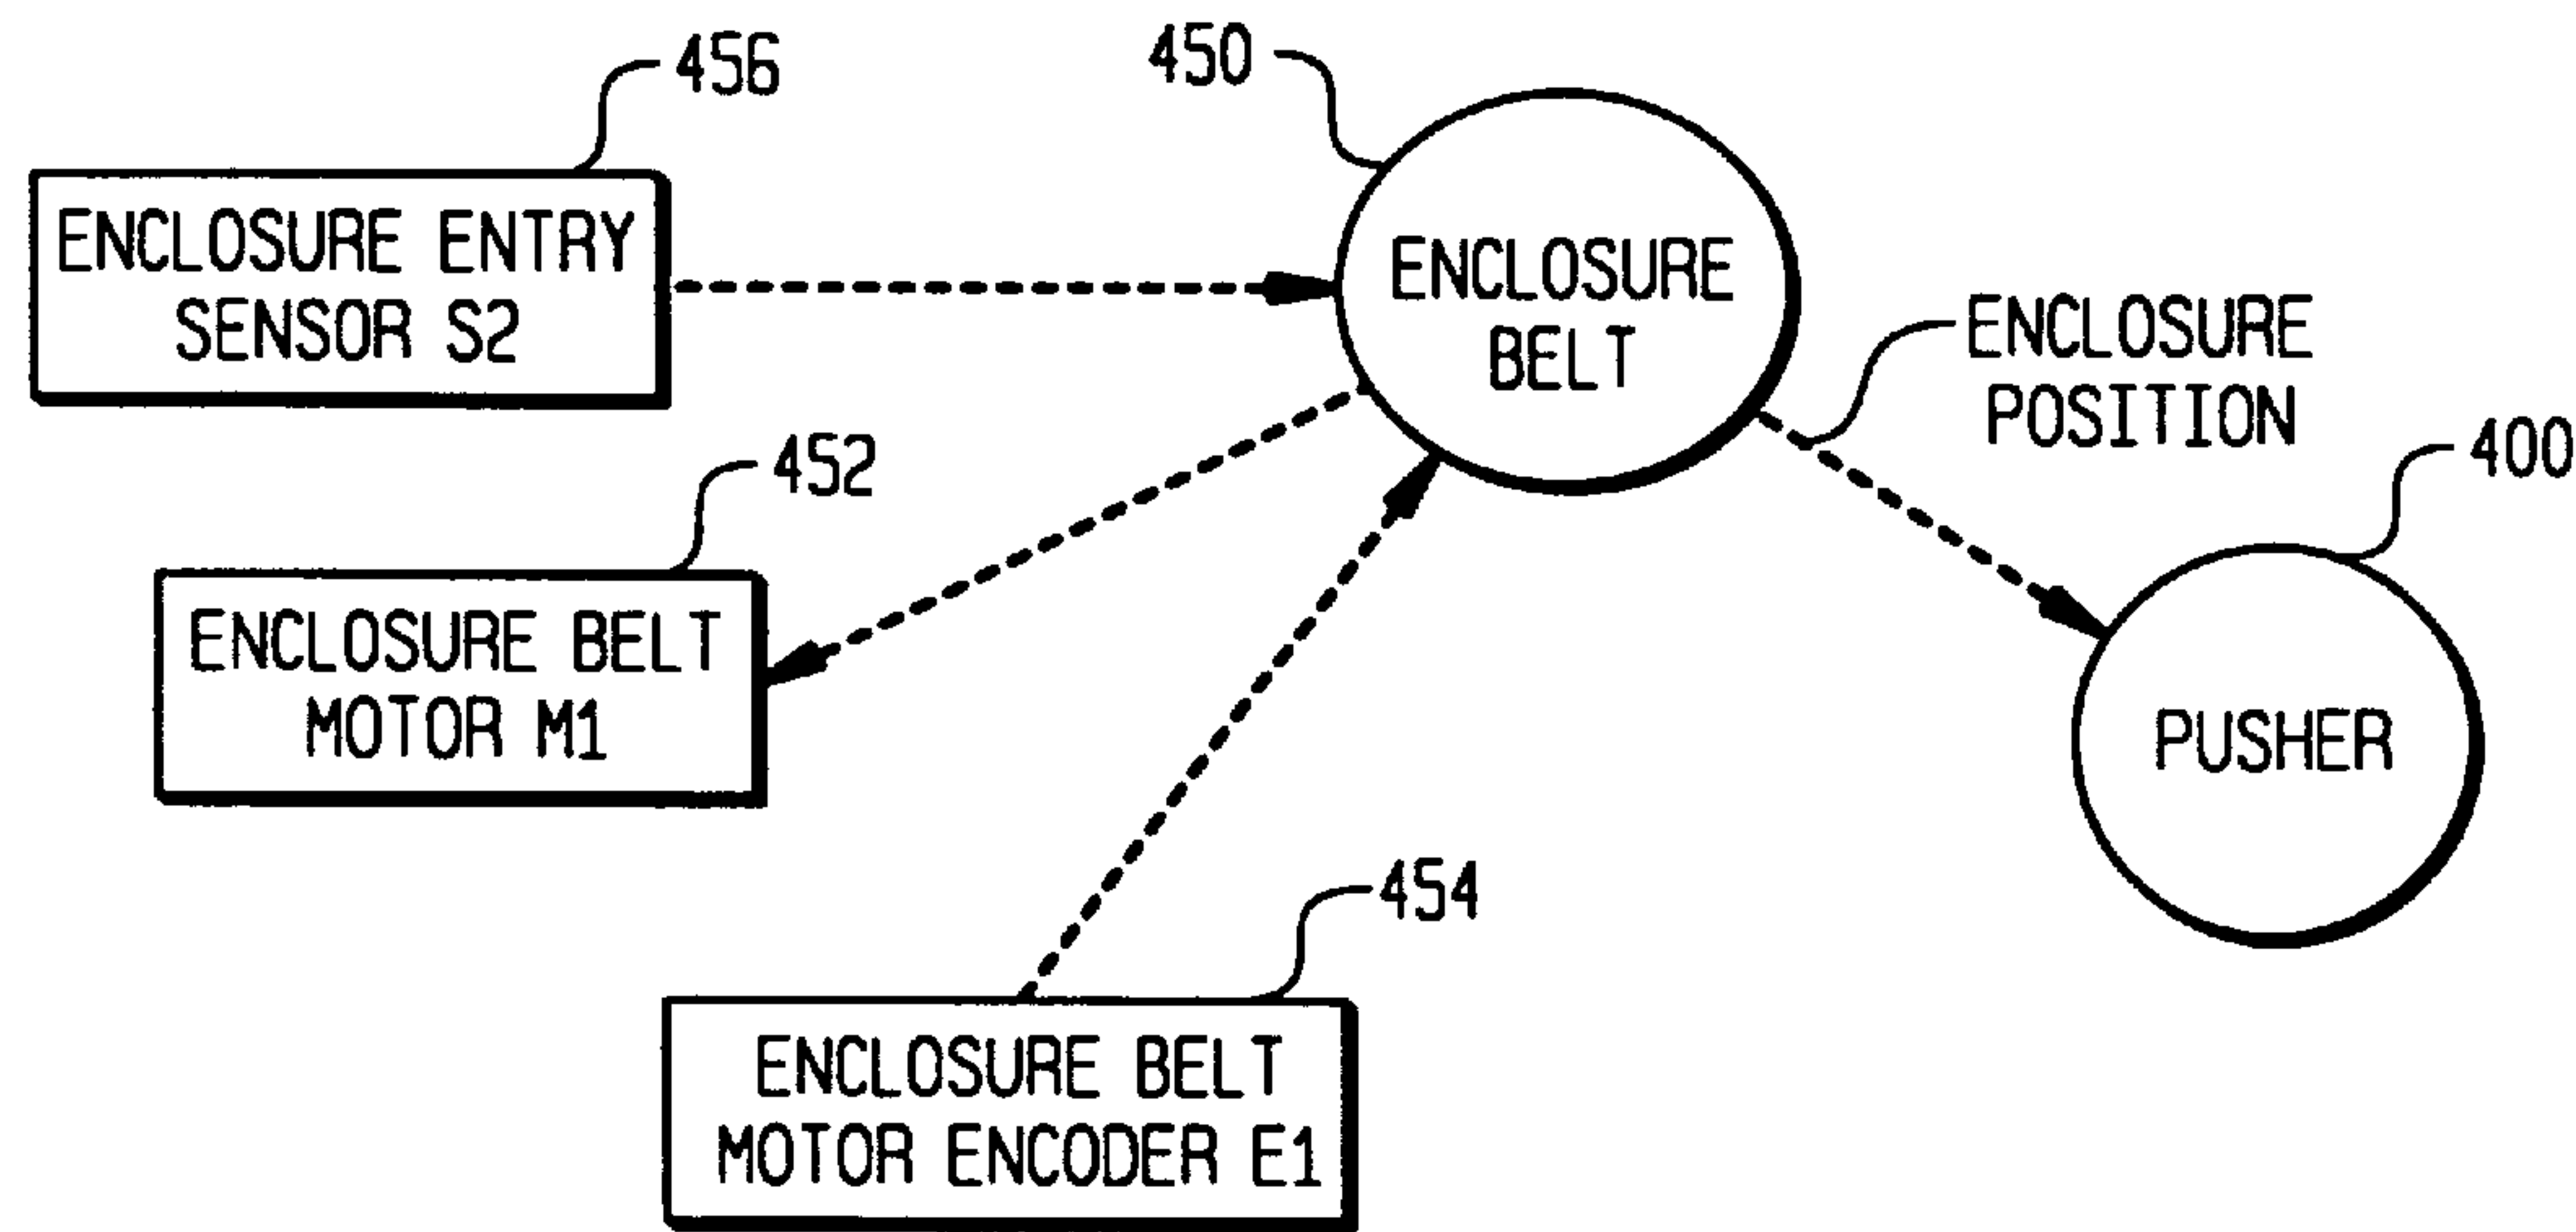 456
450
ENCLOSURE ENTRY
SENSOR S2
ENCLOSURE
BELT
ENCLOSURE
POSITION
452
400
ENCLOSURE BELT
MOTOR M1
PUSHER
454
ENCLOSURE BELT
MOTOR ENCODER E1